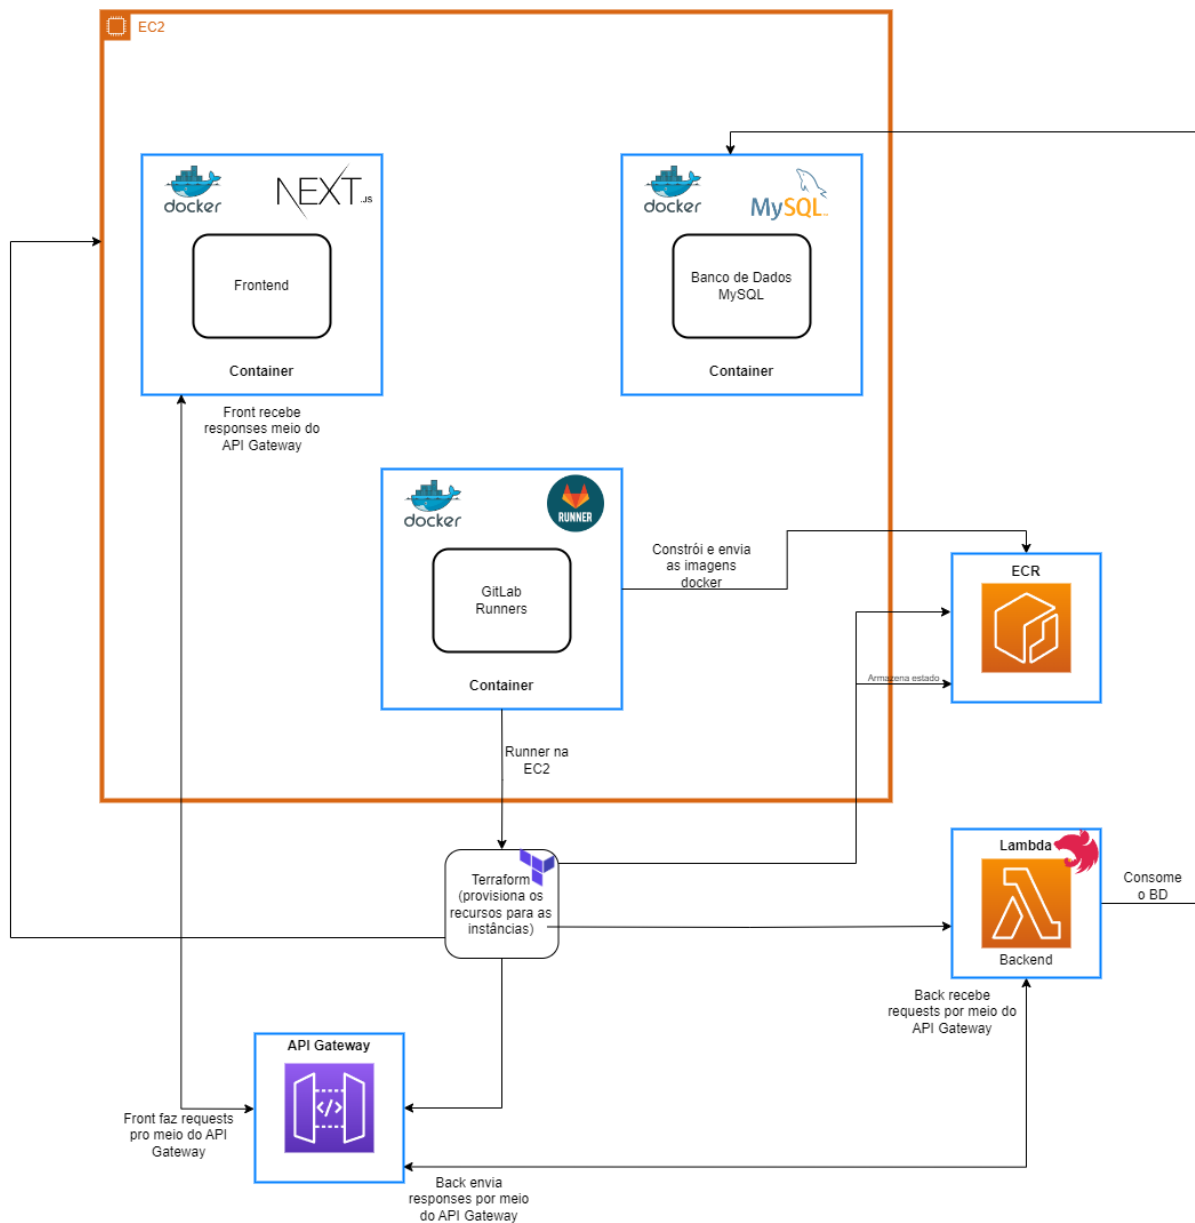 EC2
docker
NEXT.JS
Frontend
Container
docker
MySQL
Banco de Dados
MySQL
Container
Front recebe
responses meio do
API Gateway
docker
RUNNER
GitLab
Runners
Container
Constrói e envia
as imagens
docker
ECR
Armazena estado
Runner na
EC2
Terraform
(provisiona os
recursos para as
instâncias)
Lambda
Backend
Consome
o BD
Back recebe
requests por meio do
API Gateway
API Gateway
</>
Front faz requests
pro meio do API
Gateway
Back envia
responses por meio
do API Gateway